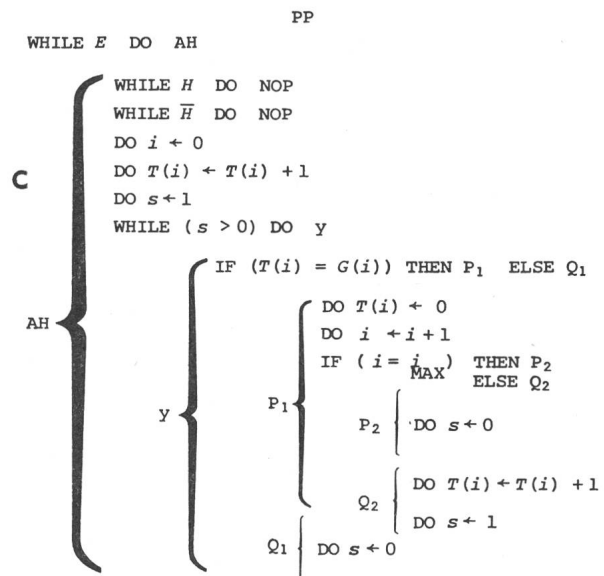 PP
WHILE E DO AH
WHILE H DO NOP
WHILE H̅ DO NOP
DO i ← 0
C
DO T(i) ← T(i) +1
DO s←1
WHILE (s >0) DO y
IF (T(i) = G(i)) THEN P₁ ELSE Q₁
DO T(i) ← 0
AH
DO i ←i+1
IF ( i= i MAX ) THEN P₂
ELSE Q₂
y
P₁
P₂ DO s←0
Q₂ DO T(i)←T(i) +1
DO s←1
Q₁ DO s←0